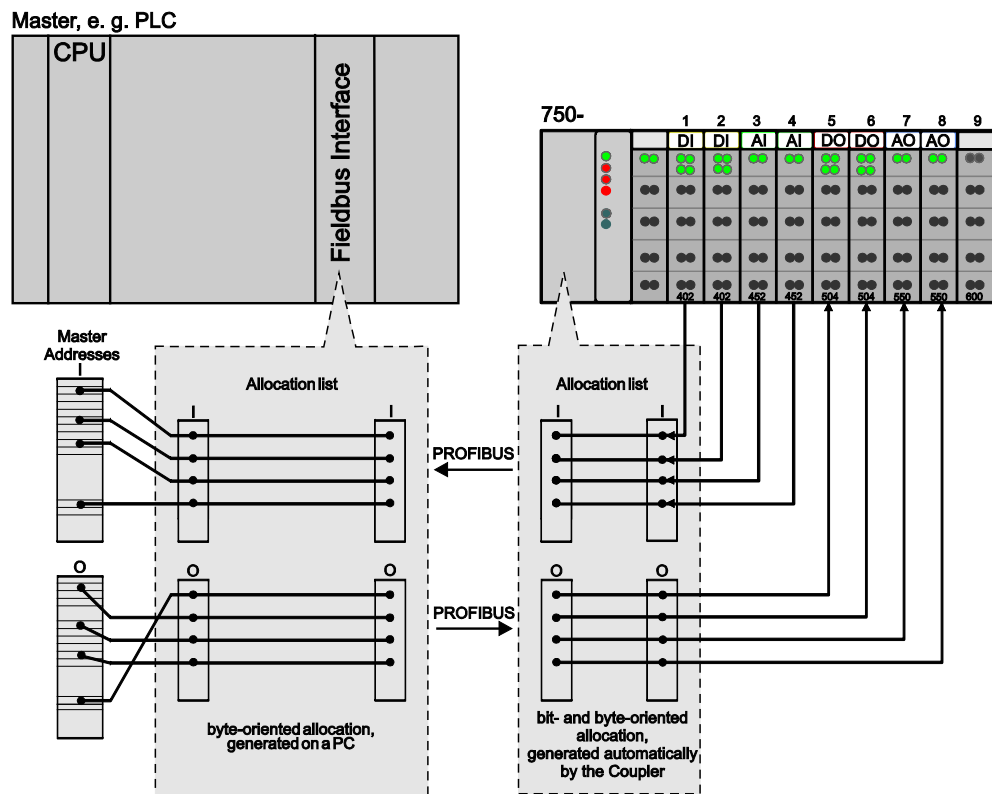 Master, e. g. PLC
CPU
Fieldbus Interface
750-
1 2 3 4 5 6 7 8 9
DI DI AI AI DO DO AO AO
402 402 452 452 504 504 550 550 600
Master
Addresses
I
Allocation list
I I
PROFIBUS
Allocation list
I I
O
O O
PROFIBUS
O O
byte-oriented allocation,
generated on a PC
bit- and byte-oriented
allocation,
generated automatically
by the Coupler